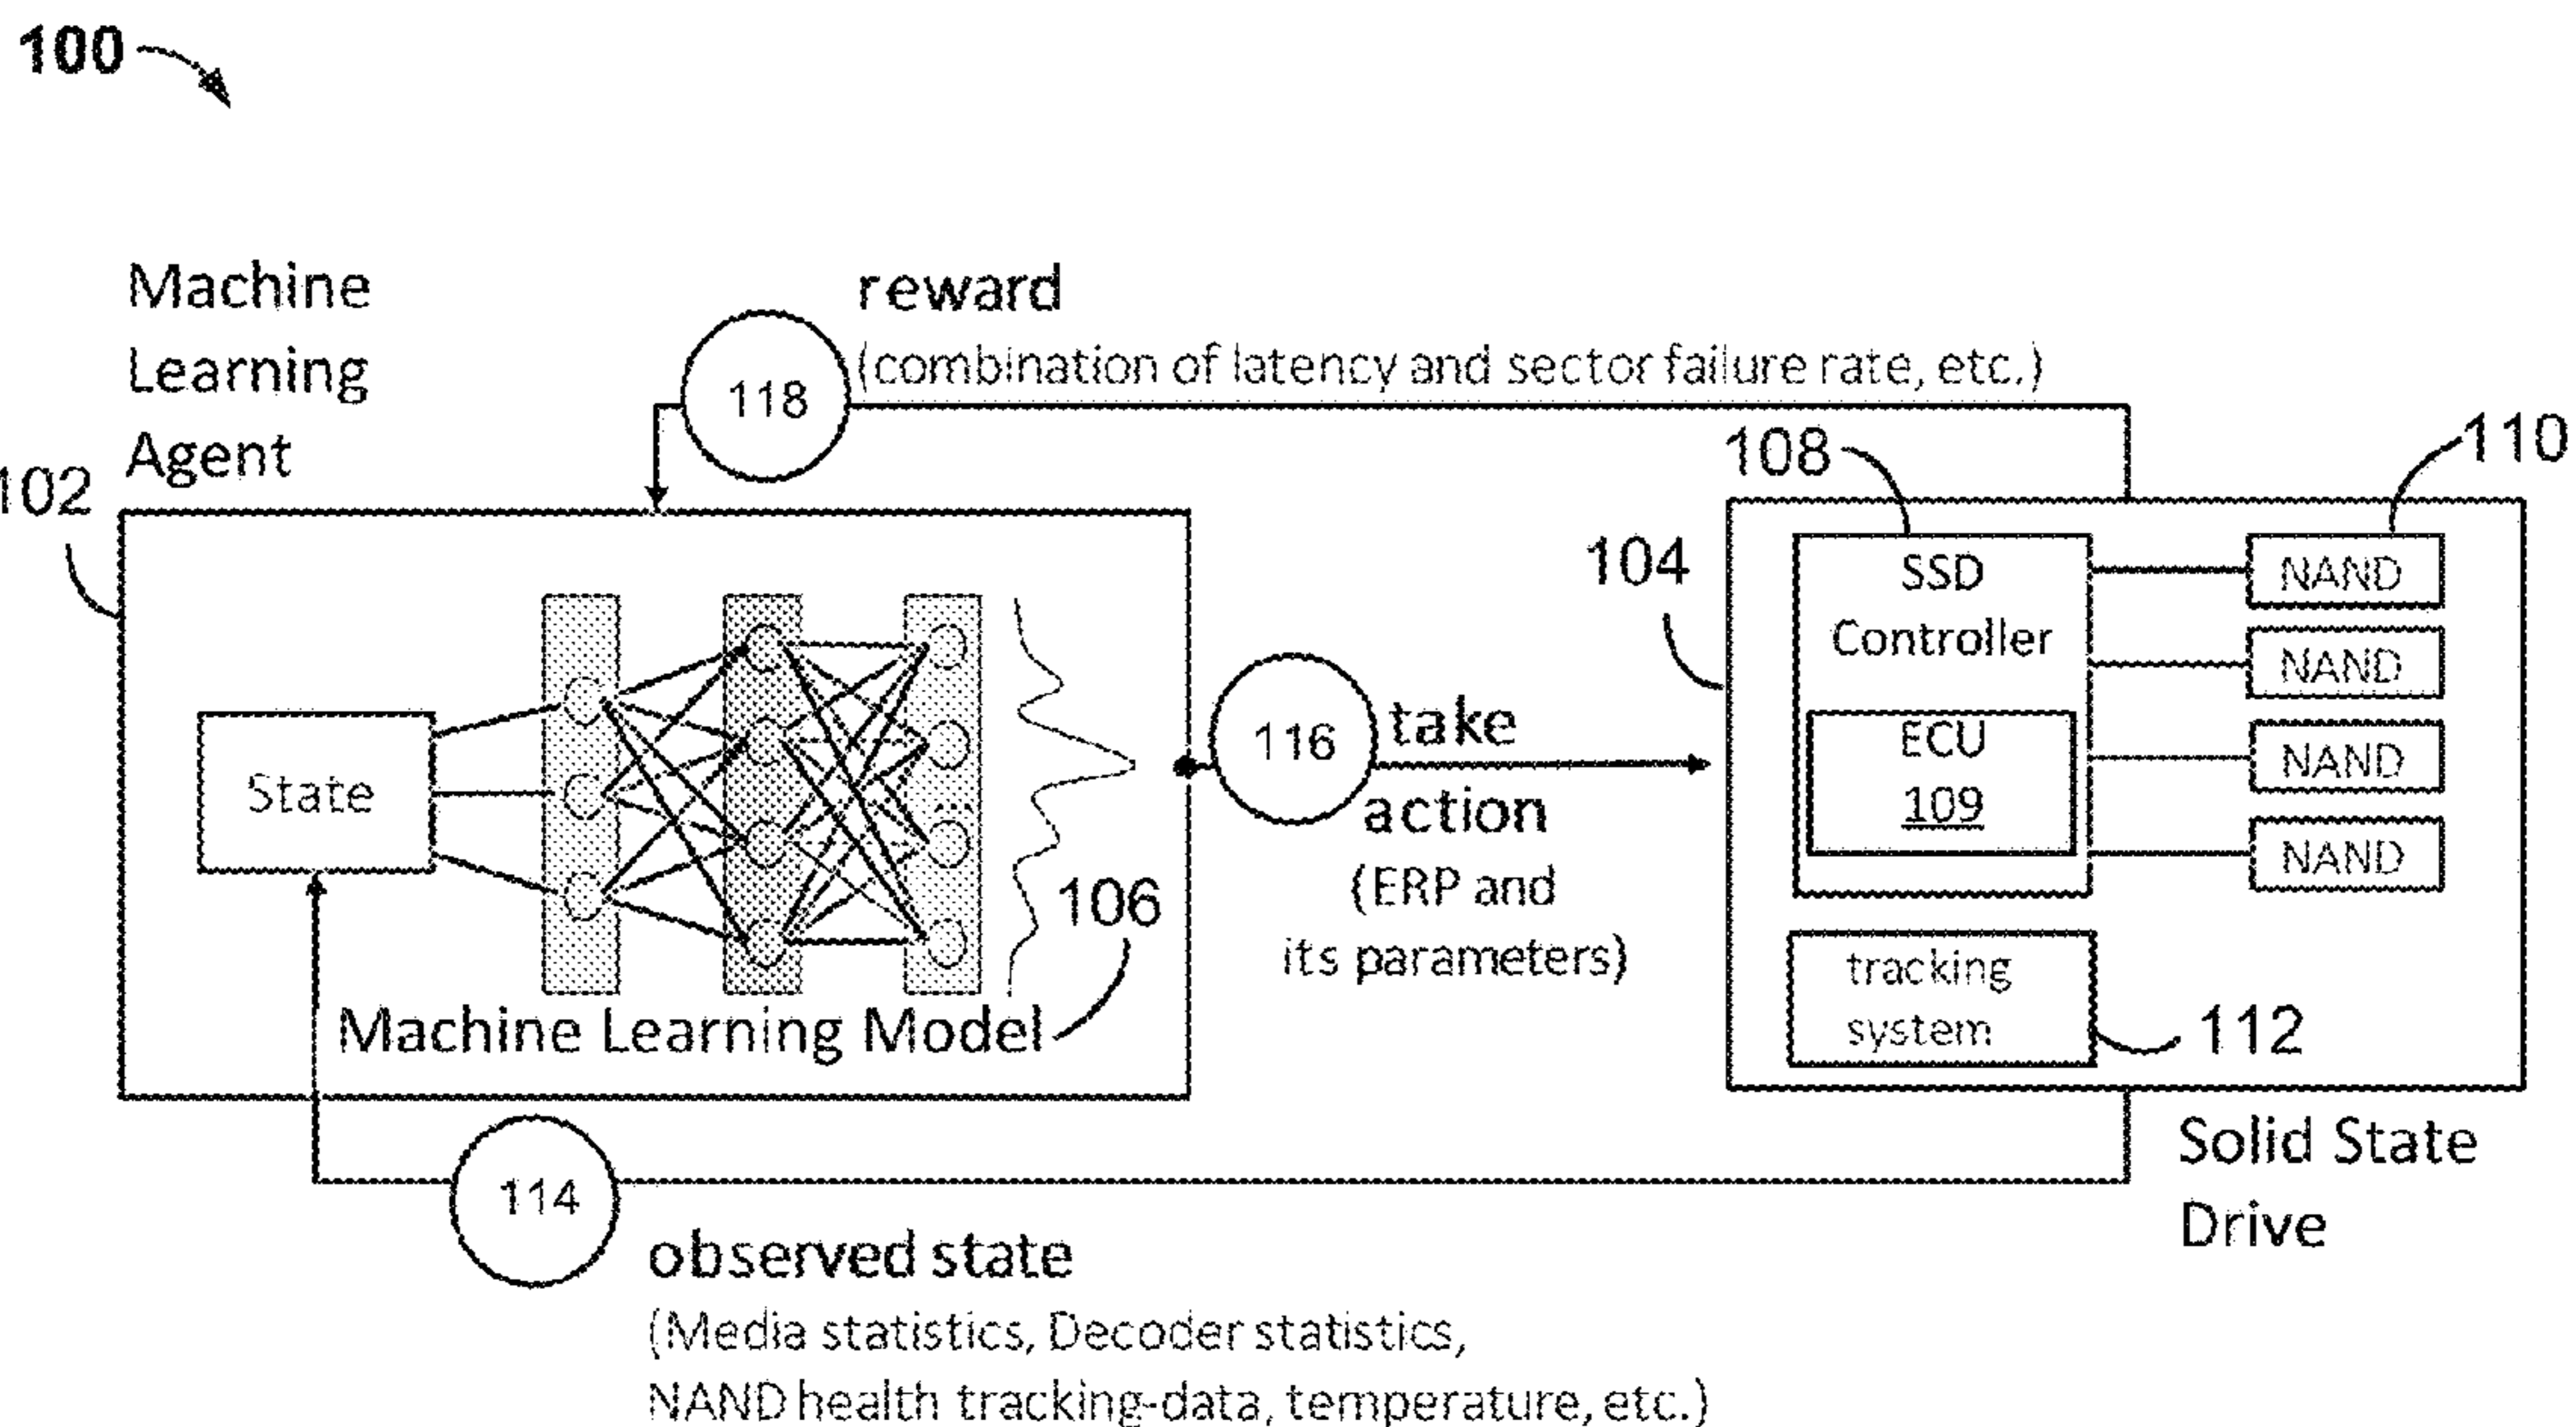 100
Machine
Learning
Agent
102
reward
118
(combination of latency and sector failure rate, etc.)
State
Machine Learning Model
106
116
take
action
(ERP and
its parameters)
104
108
110
SSD
Controller
ECU
109
NAND
NAND
NAND
NAND
tracking
system
112
Solid State
Drive
114
observed state
(Media statistics, Decoder statistics,
NAND health tracking-data, temperature, etc.)